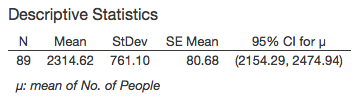 Descriptive Statistics
N Mean StDev SE Mean 95% CI for μ
89 2314.62 761.10 80.68 (2154.29, 2474.94)
μ: mean of No. of People